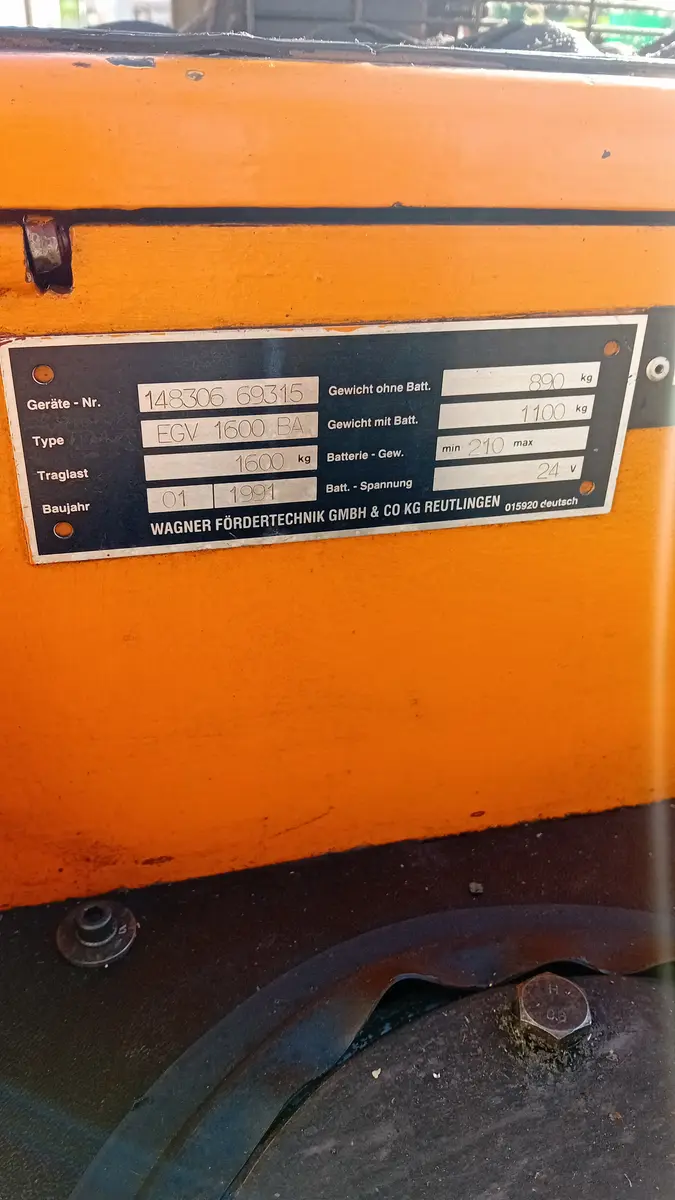 Geräte - Nr. 148306 69315
Type EGV 1600 BA
Traglast 1600 kg
Baujahr 01 1991
Gewicht ohne Batt. 890 kg
Gewicht mit Batt. 1100 kg
Batterie - Gew. min 210 max
Batt. - Spannung 24 V
WAGNER FÖRDERTECHNIK GMBH & CO KG REUTLINGEN 015920 deutsch
H
8.8